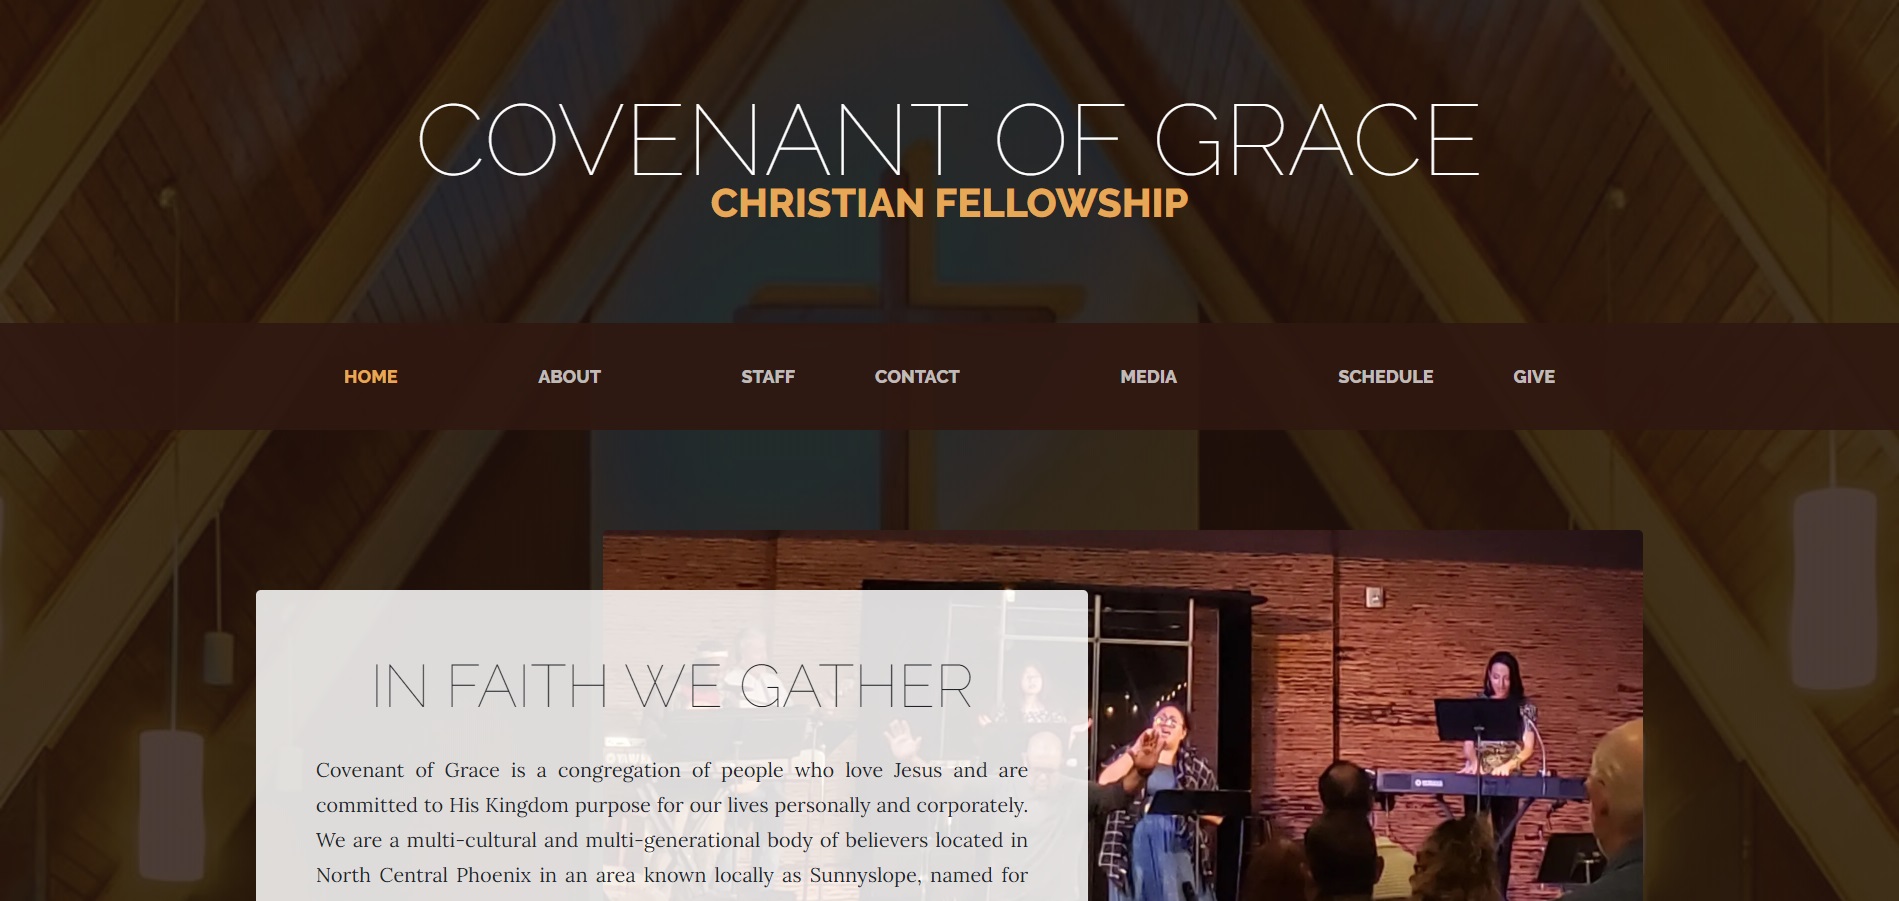 COVENANT OF GRACE
CHRISTIAN FELLOWSHIP
HOME ABOUT STAFF CONTACT MEDIA SCHEDULE GIVE
IN FAITH WE GATHER
Covenant of Grace is a congregation of people who love Jesus and are
committed to His Kingdom purpose for our lives personally and corporately.
We are a multi-cultural and multi-generational body of believers located in
North Central Phoenix in an area known locally as Sunnyslope, named for
YAMAHA